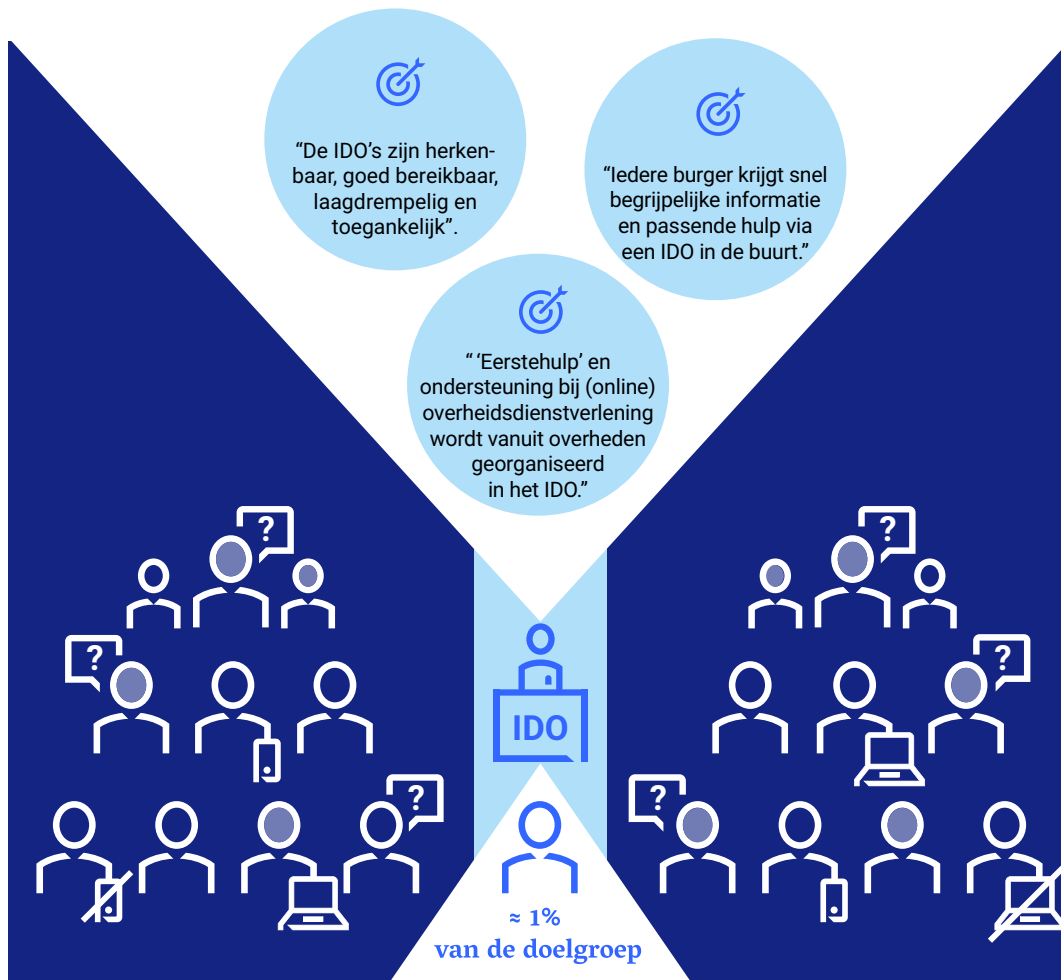 “De IDO’s zijn herken-
baar, goed bereikbaar,
laagdrempelig en
toegankelijk”.
“Iedere burger krijgt snel
begrijpelijke informatie
en passende hulp via
een IDO in de buurt.”
“ ‘Eerstehulp’ en
ondersteuning bij (online)
overheidsdienstverlening
wordt vanuit overheden
georganiseerd
in het IDO.”
?
?
?
?
IDO
?
?
?
≈ 1%
van de doelgroep